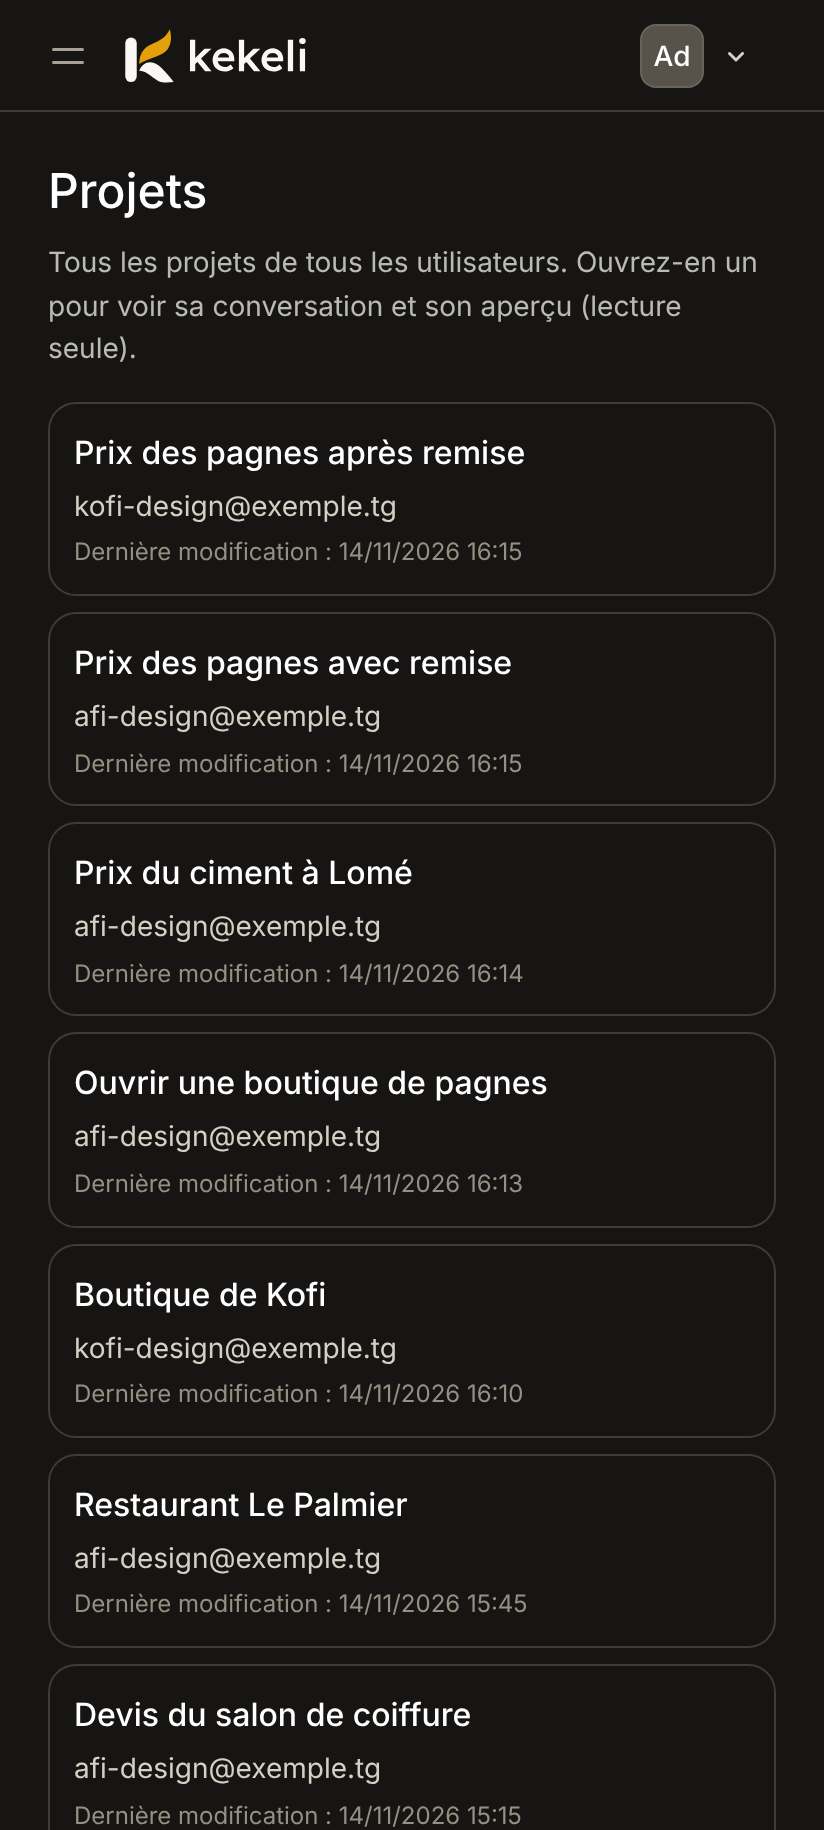 kekeli
Ad
Projets
Tous les projets de tous les utilisateurs. Ouvrez-en un
pour voir sa conversation et son aperçu (lecture
seule).
Prix des pagnes après remise
kofi-design@exemple.tg
Dernière modification : 14/11/2026 16:15
Prix des pagnes avec remise
afi-design@exemple.tg
Dernière modification : 14/11/2026 16:15
Prix du ciment à Lomé
afi-design@exemple.tg
Dernière modification : 14/11/2026 16:14
Ouvrir une boutique de pagnes
afi-design@exemple.tg
Dernière modification : 14/11/2026 16:13
Boutique de Kofi
kofi-design@exemple.tg
Dernière modification : 14/11/2026 16:10
Restaurant Le Palmier
afi-design@exemple.tg
Dernière modification : 14/11/2026 15:45
Devis du salon de coiffure
afi-design@exemple.tg
Dernière modification : 14/11/2026 15:15